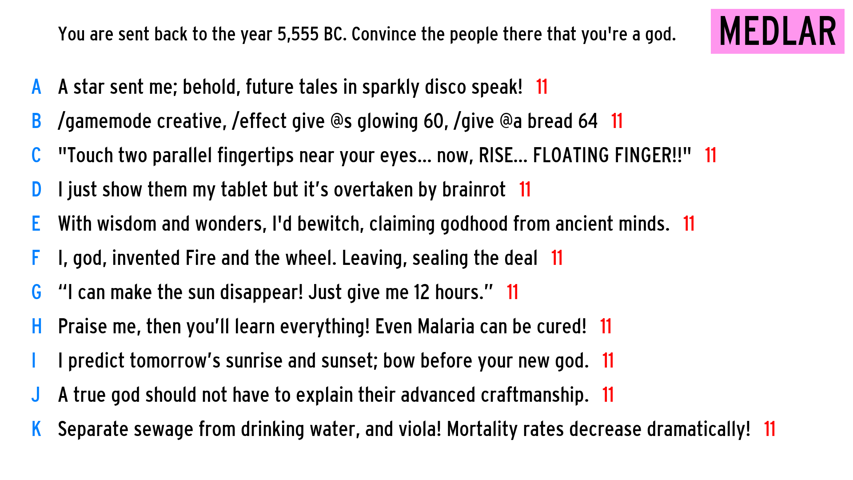 You are sent back to the year 5,555 BC. Convince the people there that you're a god.
MEDLAR
A A star sent me; behold, future tales in sparkly disco speak! 11
B /gamemode creative, /effect give @s glowing 60, /give @a bread 64 11
C "Touch two parallel fingertips near your eyes... now, RISE... FLOATING FINGER!!" 11
D I just show them my tablet but it’s overtaken by brainrot 11
E With wisdom and wonders, I'd bewitch, claiming godhood from ancient minds. 11
F I, god, invented Fire and the wheel. Leaving, sealing the deal 11
G “I can make the sun disappear! Just give me 12 hours.” 11
H Praise me, then you’ll learn everything! Even Malaria can be cured! 11
I I predict tomorrow’s sunrise and sunset; bow before your new god. 11
J A true god should not have to explain their advanced craftmanship. 11
K Separate sewage from drinking water, and viola! Mortality rates decrease dramatically! 11